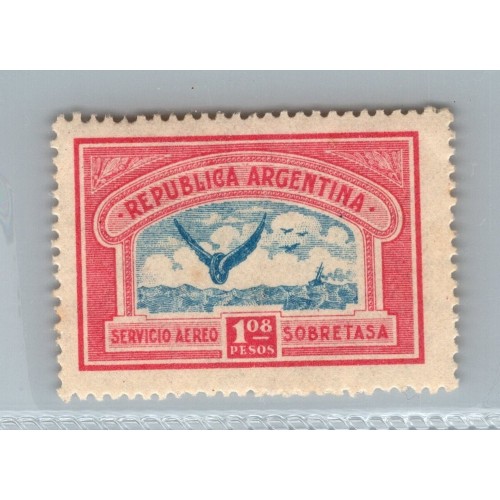 REPUBLICA ARGENTINA
SERVICIO AEREO 1.08 SOBRETASA
PESOS